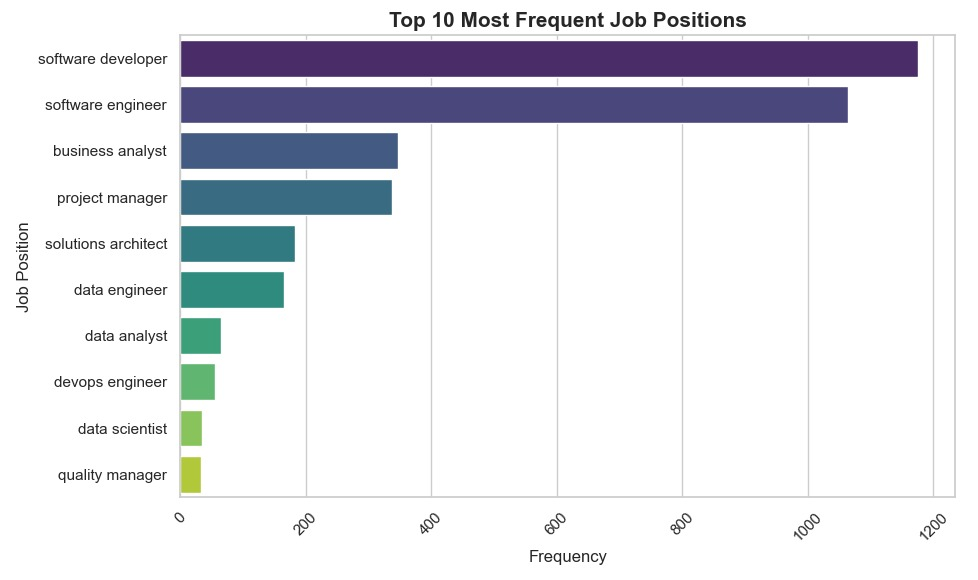 Top 10 Most Frequent Job Positions
software developer
software engineer
business analyst
project manager
solutions architect
data engineer
data analyst
devops engineer
data scientist
quality manager
Job Position
0
200
400
600
800
1000
1200
Frequency